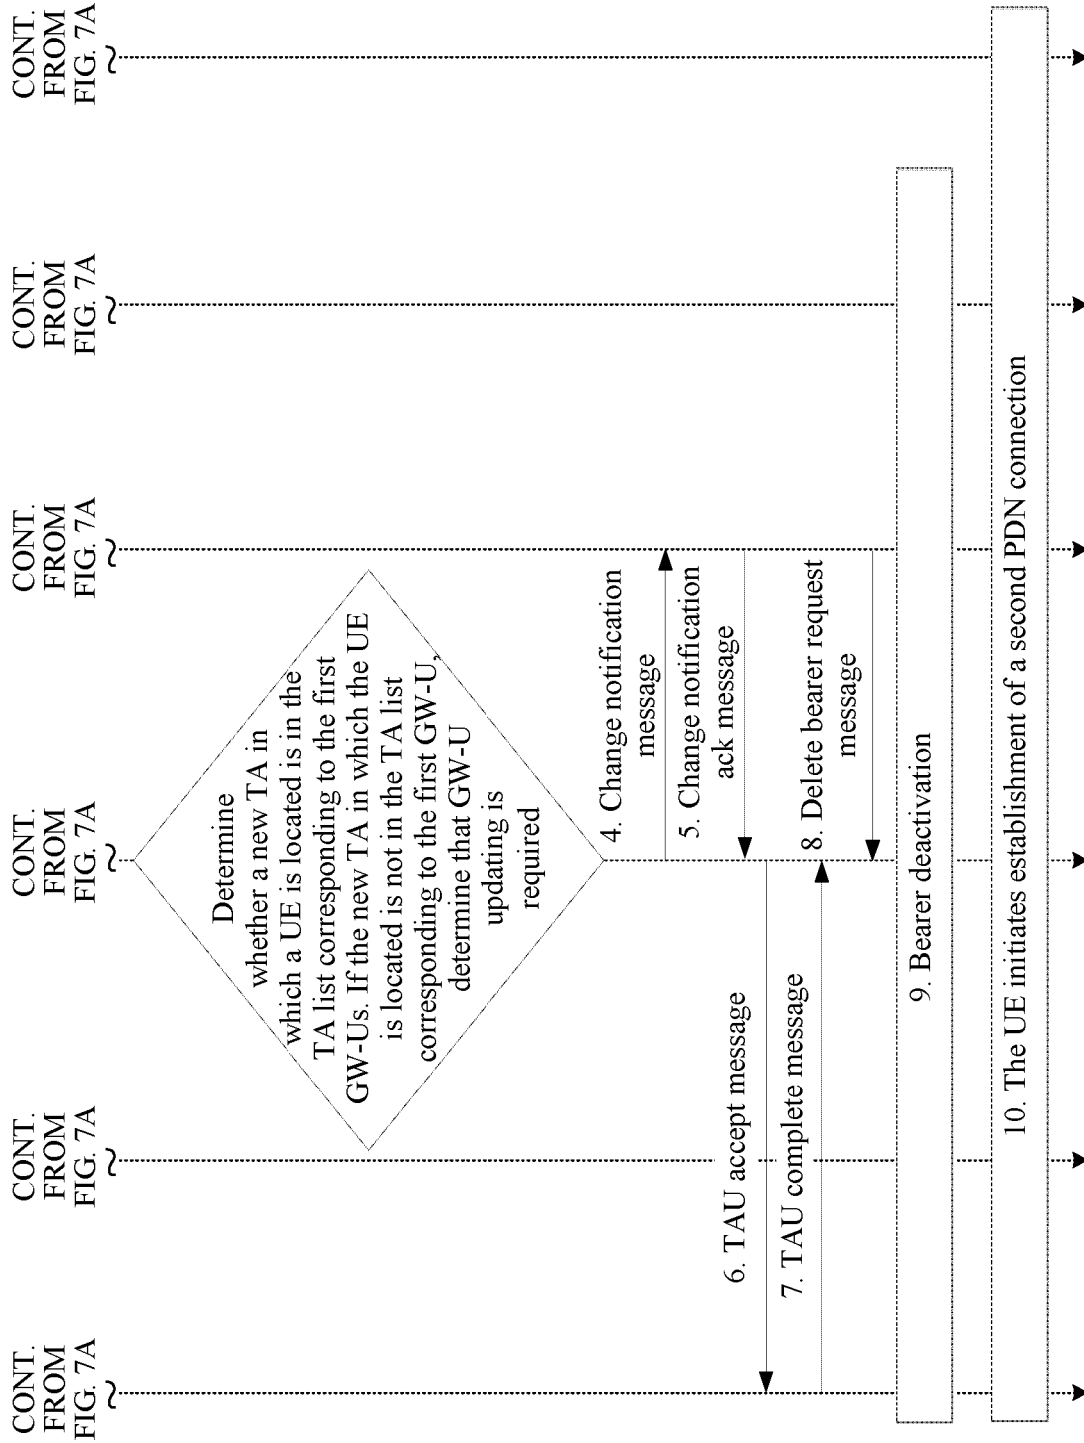 CONT.
FROM
FIG. 7A
CONT.
FROM
FIG. 7A
CONT.
FROM
FIG. 7A
CONT.
FROM
FIG. 7A
CONT.
FROM
FIG. 7A
CONT.
FROM
FIG. 7A
Determine
whether a new TA in
which a UE is located is in the
TA list corresponding to the first
GW-Us. If the new TA in which the UE
is located is not in the TA list
corresponding to the first GW-U,
determine that GW-U
updating is
required
4. Change notification
message
5. Change notification
ack message
6. TAU accept message
7. TAU complete message
8. Delete bearer request
message
9. Bearer deactivation
10. The UE initiates establishment of a second PDN connection